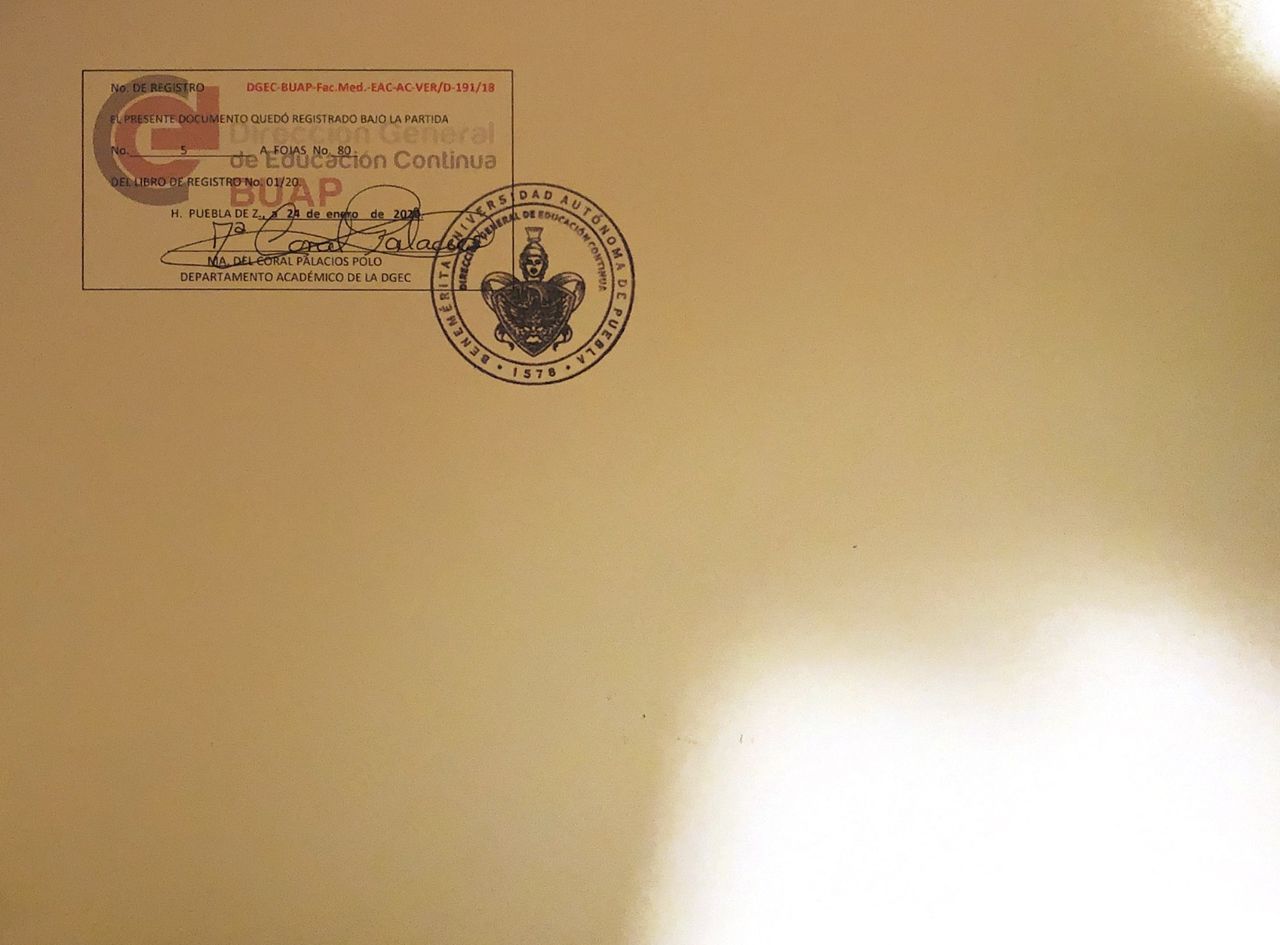 No. DE REGISTRO DGEC-BUAP-Fac.Med.-EAC-AC-VER/D-191/18
EL PRESENTE DOCUMENTO QUEDÓ REGISTRADO BAJO LA PARTIDA
Dirección General
No. 5 A FOJAS No. 80
de Educación Continua
DEL LIBRO DE REGISTRO No. 01/20.
BUAP
H. PUEBLA DE Z., a 24 de enero de 2020.
Mª Coral Palacios
MA. DEL CORAL PALACIOS POLO
DEPARTAMENTO ACADÉMICO DE LA DGEC
BENEMÉRITA UNIVERSIDAD AUTÓNOMA DE PUEBLA
DIRECCIÓN GENERAL DE EDUCACIÓN CONTINUA
• 1578 •